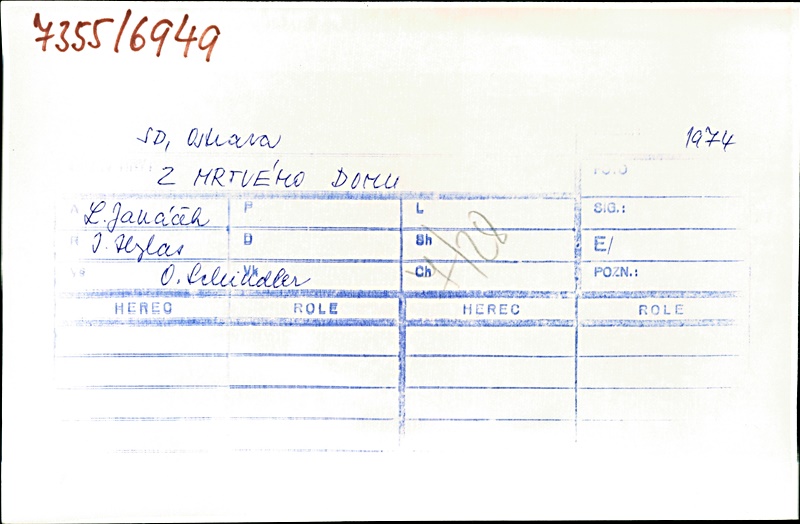 7355/6949
SD, Ostrava 1974
Z MRTVÉHO DOMU FOTO
A L. Janáček P L SIG.:
R I. Hylas D Sh E/
O. Schindler Ch POZN.:
HEREC ROLE HEREC ROLE